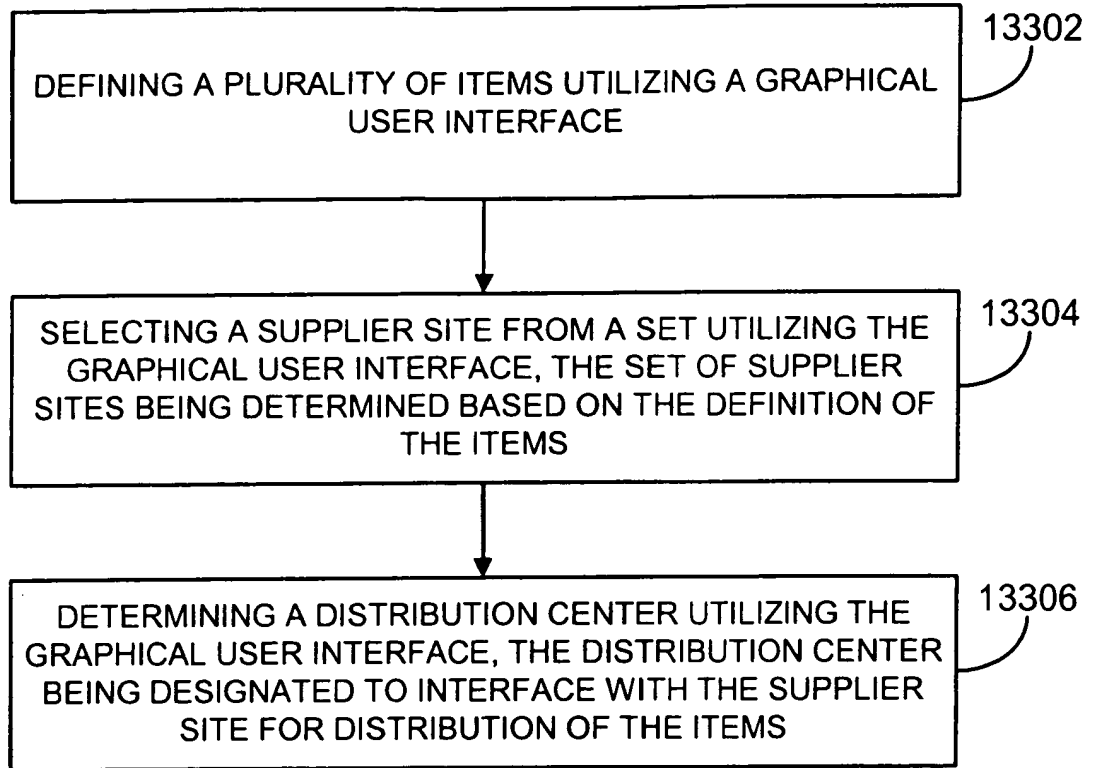 13302
DEFINING A PLURALITY OF ITEMS UTILIZING A GRAPHICAL
USER INTERFACE
13304
SELECTING A SUPPLIER SITE FROM A SET UTILIZING THE
GRAPHICAL USER INTERFACE, THE SET OF SUPPLIER
SITES BEING DETERMINED BASED ON THE DEFINITION OF
THE ITEMS
13306
DETERMINING A DISTRIBUTION CENTER UTILIZING THE
GRAPHICAL USER INTERFACE, THE DISTRIBUTION CENTER
BEING DESIGNATED TO INTERFACE WITH THE SUPPLIER
SITE FOR DISTRIBUTION OF THE ITEMS